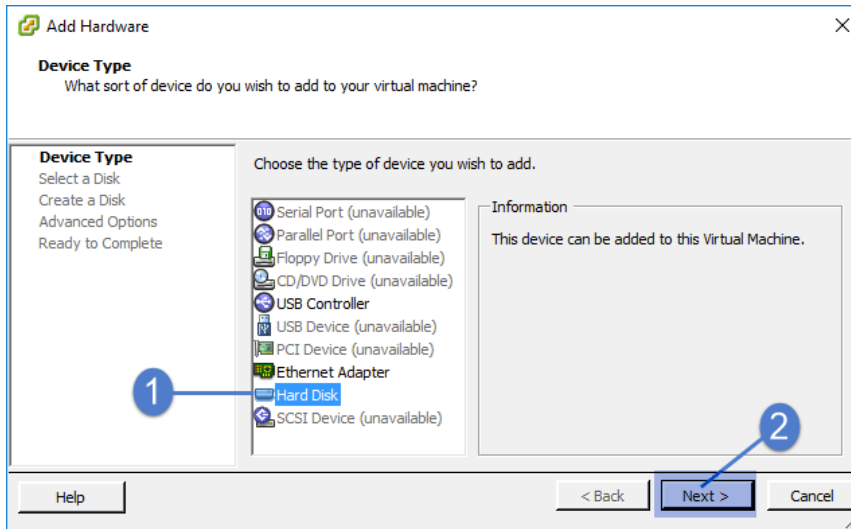 Add Hardware
Device Type
What sort of device do you wish to add to your virtual machine?
Device Type
Select a Disk
Create a Disk
Advanced Options
Ready to Complete
Choose the type of device you wish to add.
Serial Port (unavailable)
Parallel Port (unavailable)
Floppy Drive (unavailable)
CD/DVD Drive (unavailable)
USB Controller
USB Device (unavailable)
PCI Device (unavailable)
Ethernet Adapter
Hard Disk
SCSI Device (unavailable)
Information
This device can be added to this Virtual Machine.
1
2
Help
< Back
Next >
Cancel